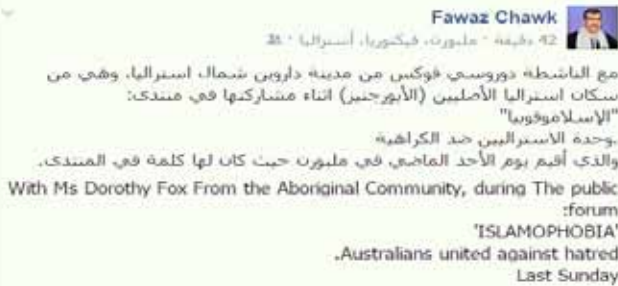 Fawaz Chawk
42 دقيقة · ملبورن، فيكتوريا، أستراليا ·
مع الناشطة دوروسي فوكس من مدينة داروين شمال استراليا، وهي من
سكان استراليا الأصليين (الأبورجنيز) اثناء مشاركتها في منتدى:
"الإسلاموفوبيا"
.وحدة الاستراليين ضد الكراهية
والذي أقيم يوم الأحد الماضي في ملبورن حيث كان لها كلمة في المنتدى.
With Ms Dorothy Fox From the Aboriginal Community, during The public
:forum
'ISLAMOPHOBIA'
.Australians united against hatred
Last Sunday